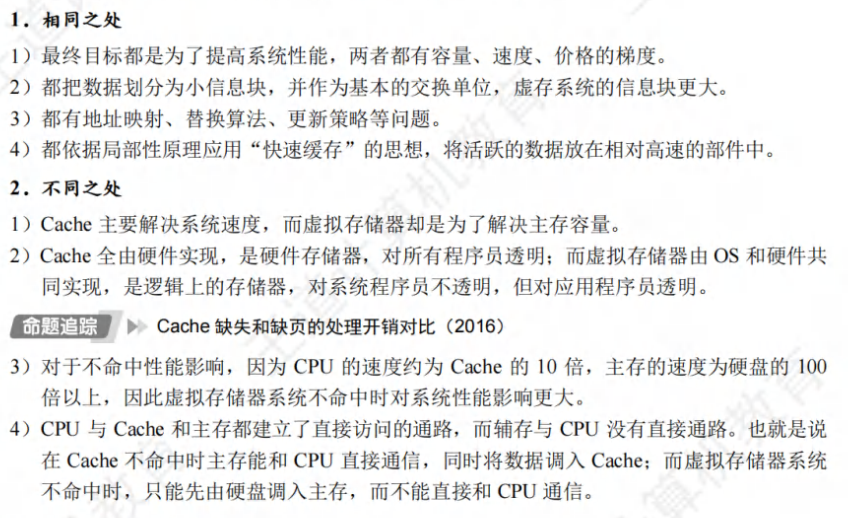 1．相同之处
1）最终目标都是为了提高系统性能，两者都有容量、速度、价格的梯度。
2）都把数据划分为小信息块，并作为基本的交换单位，虚存系统的信息块更大。
3）都有地址映射、替换算法、更新策略等问题。
4）都依据局部性原理应用“快速缓存”的思想，将活跃的数据放在相对高速的部件中。
2．不同之处
1）Cache 主要解决系统速度，而虚拟存储器却是为了解决主存容量。
2）Cache 全由硬件实现，是硬件存储器，对所有程序员透明；而虚拟存储器由 OS 和硬件共
同实现，是逻辑上的存储器，对系统程序员不透明，但对应用程序员透明。
命题追踪 Cache 缺失和缺页的处理开销对比（2016）
3）对于不命中性能影响，因为 CPU 的速度约为 Cache 的 10 倍，主存的速度为硬盘的 100
倍以上，因此虚拟存储器系统不命中时对系统性能影响更大。
4）CPU 与 Cache 和主存都建立了直接访问的通路，而辅存与 CPU 没有直接通路。也就是说
在 Cache 不命中时主存能和 CPU 直接通信，同时将数据调入 Cache；而虚拟存储器系统
不命中时，只能先由硬盘调入主存，而不能直接和 CPU 通信。
王道计算机教育